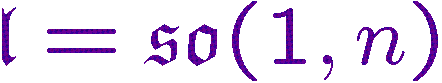 𝔩 = 𝔰𝔬(1, n)